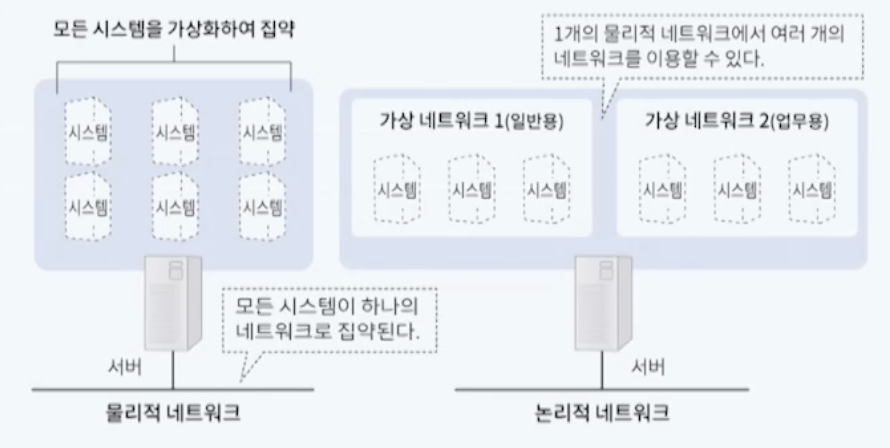 모든 시스템을 가상화하여 집약
시스템 시스템 시스템
시스템 시스템 시스템
모든 시스템이 하나의
네트워크로 집약된다.
서버
물리적 네트워크
1개의 물리적 네트워크에서 여러 개의
네트워크를 이용할 수 있다.
가상 네트워크 1(일반용)
시스템 시스템 시스템
가상 네트워크 2(업무용)
시스템 시스템 시스템
서버
논리적 네트워크